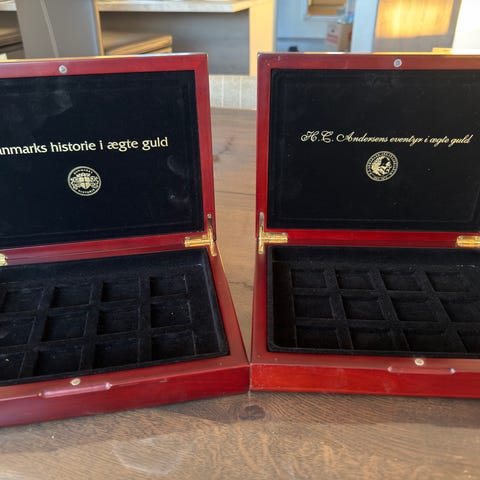 anmarks historie i ægte guld
H.C. Andersens eventyr i ægte guld